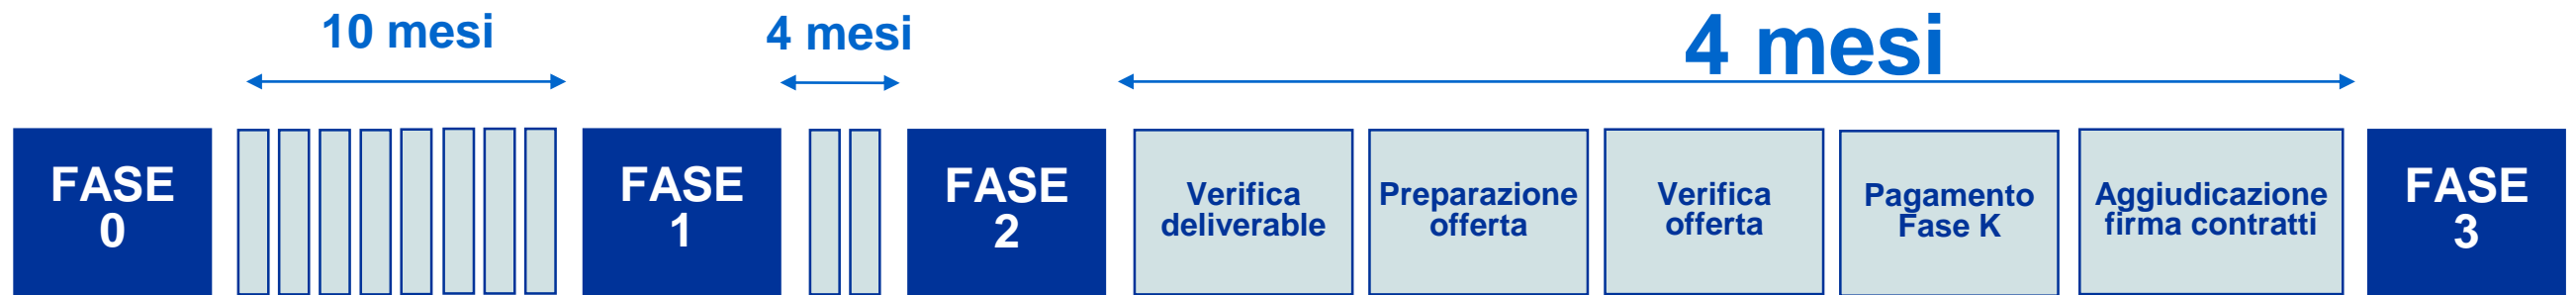 10 mesi
4 mesi
4 mesi
FASE
0
FASE
1
FASE
2
Verifica
deliverable
Preparazione
offerta
Verifica
offerta
Pagamento
Fase K
Aggiudicazione
firma contratti
FASE
3